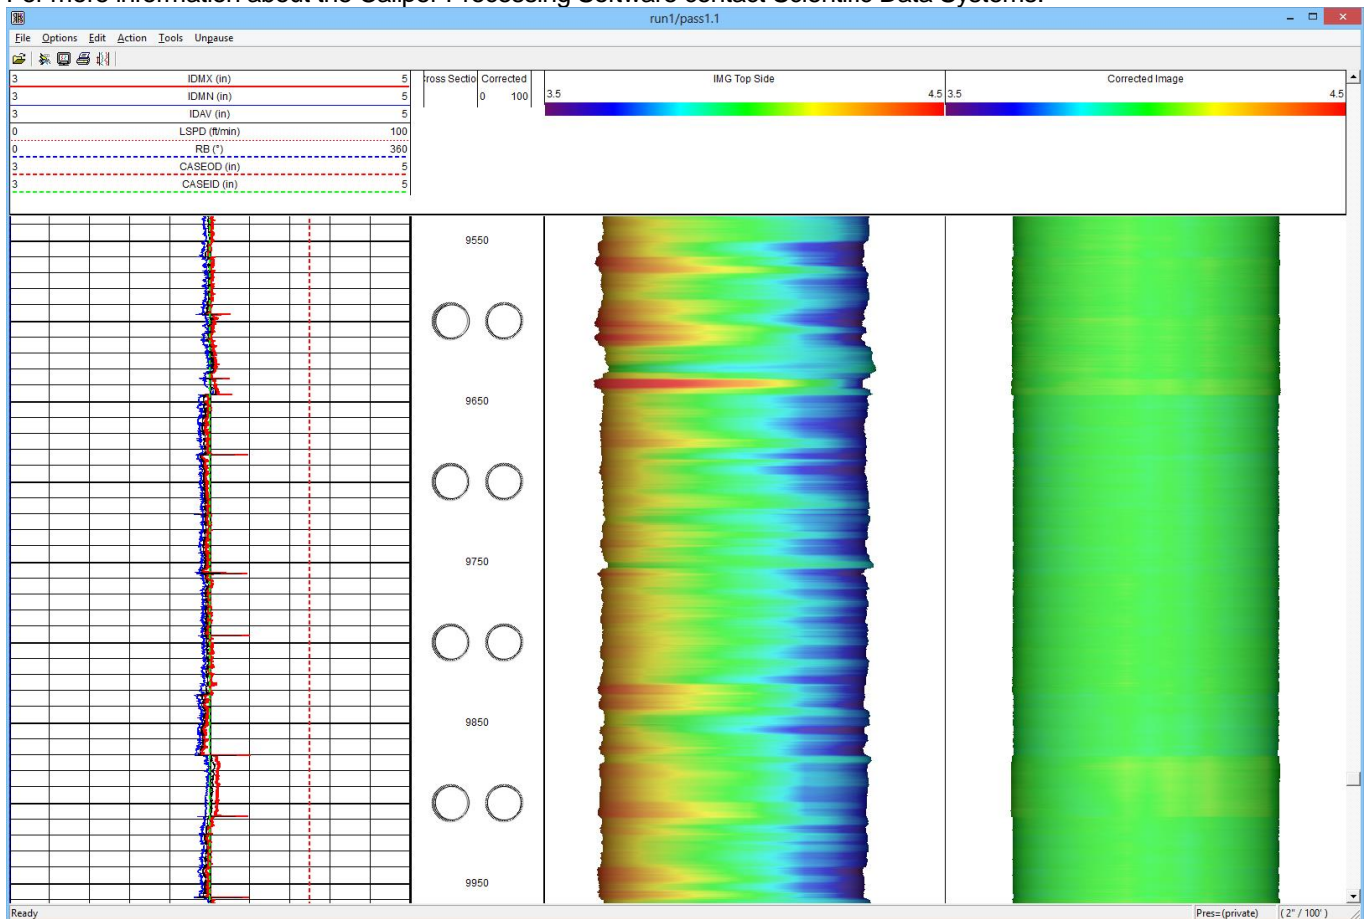 For more information about the Caliper Processing Software contact Scientific Data Systems.
run1/pass1.1
File Options Edit Action Tools Unpause
3 IDMX (in) 5
3 IDMN (in) 5
3 IDAV (in) 5
0 LSPD (ft/min) 100
0 RB (°) 360
3 CASEOD (in) 5
3 CASEID (in) 5
ross Sectio Corrected
0 100
IMG Top Side
3.5 4.5
Corrected Image
3.5 4.5
9550
9650
9750
9850
9950
Ready Pres=(private) (2" / 100')